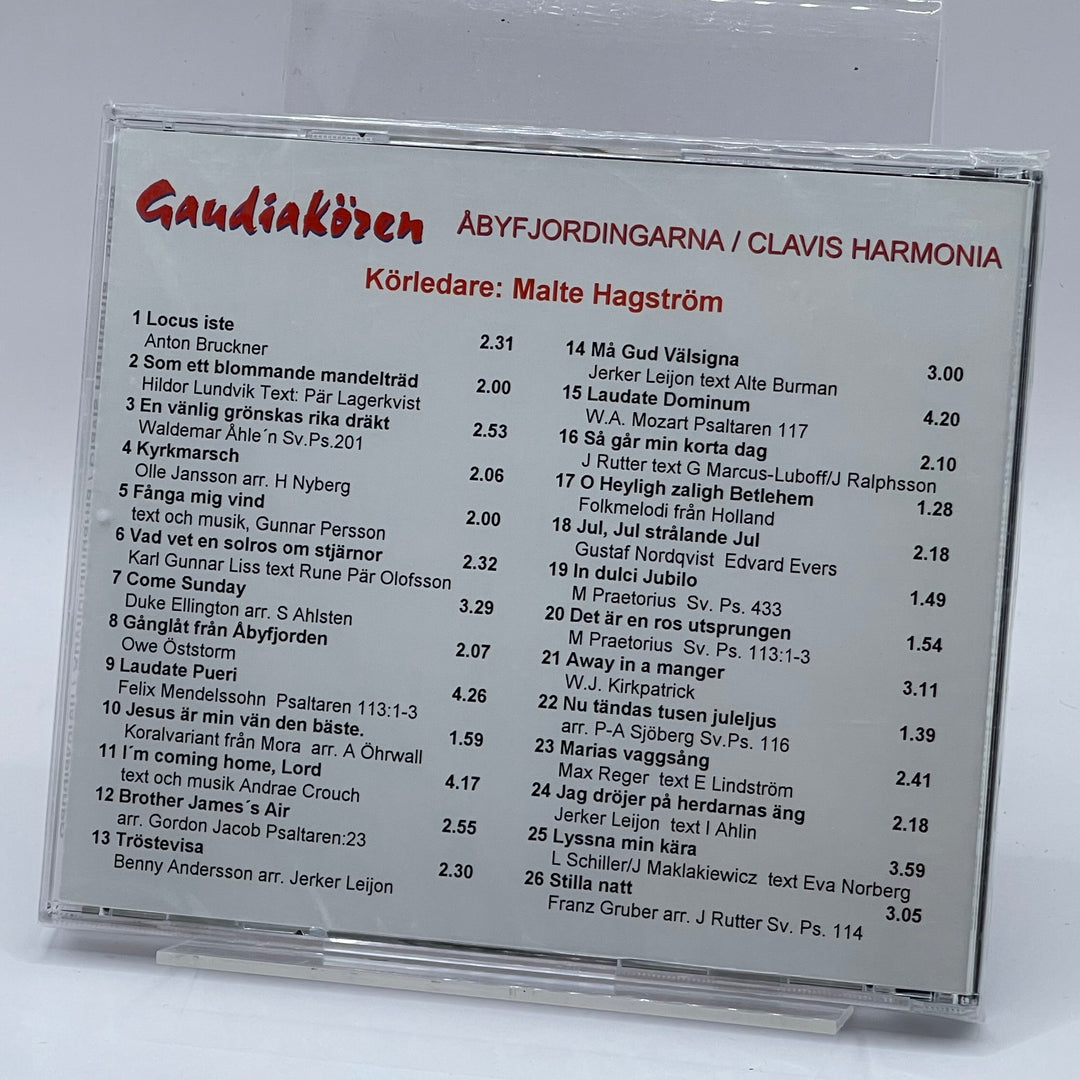 Gaudiakören ÅBYFJORDINGARNA / CLAVIS HARMONIA
Körledare: Malte Hagström
1 Locus iste
Anton Bruckner 2.31
2 Som ett blommande mandelträd
Hildor Lundvik Text: Pär Lagerkvist 2.00
3 En vänlig grönskas rika dräkt
Waldemar Åhle´n Sv.Ps.201 2.53
4 Kyrkmarsch
Olle Jansson arr. H Nyberg 2.06
5 Fånga mig vind
text och musik, Gunnar Persson 2.00
6 Vad vet en solros om stjärnor
Karl Gunnar Liss text Rune Pär Olofsson 2.32
7 Come Sunday
Duke Ellington arr. S Ahlsten 3.29
8 Gånglåt från Åbyfjorden
Owe Öststorm 2.07
9 Laudate Pueri
Felix Mendelssohn Psaltaren 113:1-3 4.26
10 Jesus är min vän den bäste.
Koralvariant från Mora arr. A Öhrwall 1.59
11 I´m coming home, Lord
text och musik Andrae Crouch 4.17
12 Brother James´s Air
arr. Gordon Jacob Psaltaren:23 2.55
13 Tröstevisa
Benny Andersson arr. Jerker Leijon 2.30
14 Må Gud Välsigna
Jerker Leijon text Alte Burman 3.00
15 Laudate Dominum
W.A. Mozart Psaltaren 117 4.20
16 Så går min korta dag
J Rutter text G Marcus-Luboff/J Ralphsson 2.10
17 O Heyligh zaligh Betlehem
Folkmelodi från Holland 1.28
18 Jul, Jul strålande Jul
Gustaf Nordqvist Edvard Evers 2.18
19 In dulci Jubilo
M Praetorius Sv. Ps. 433 1.49
20 Det är en ros utsprungen
M Praetorius Sv. Ps. 113:1-3 1.54
21 Away in a manger
W.J. Kirkpatrick 3.11
22 Nu tändas tusen juleljus
arr. P-A Sjöberg Sv.Ps. 116 1.39
23 Marias vaggsång
Max Reger text E Lindström 2.41
24 Jag dröjer på herdarnas äng
Jerker Leijon text I Ahlin 2.18
25 Lyssna min kära
L Schiller/J Maklakiewicz text Eva Norberg 3.59
26 Stilla natt
Franz Gruber arr. J Rutter Sv. Ps. 114 3.05